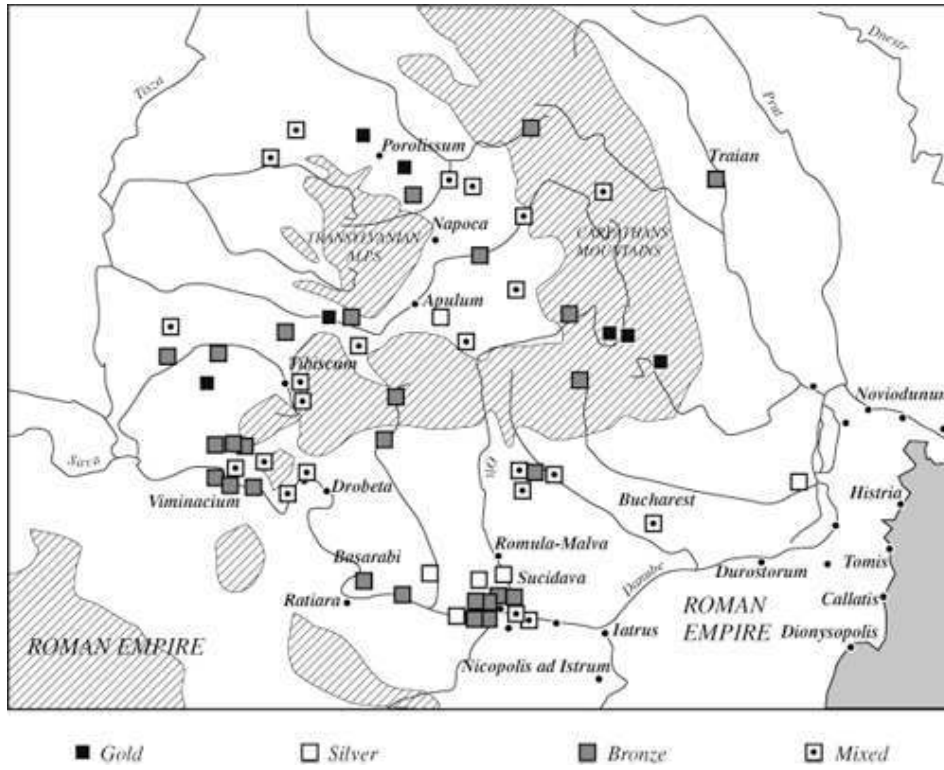 Dnestr
Tisza
Prut
Porolissum
Traian
Napoca
TRANSYLVANIAN
ALPS
CARPATHANS
MOUNTAINS
Apulum
Tibiscum
Noviodunum
Sava
Olt
Drobeta
Viminacium
Bucharest
Histria
Romula-Malva
Basarabi
Sucidava
Danube
Durostorum
Tomis
Ratiara
ROMAN
EMPIRE
Callatis
Iatrus
Dionysopolis
ROMAN EMPIRE
Nicopolis ad Istrum
Gold
Silver
Bronze
Mixed